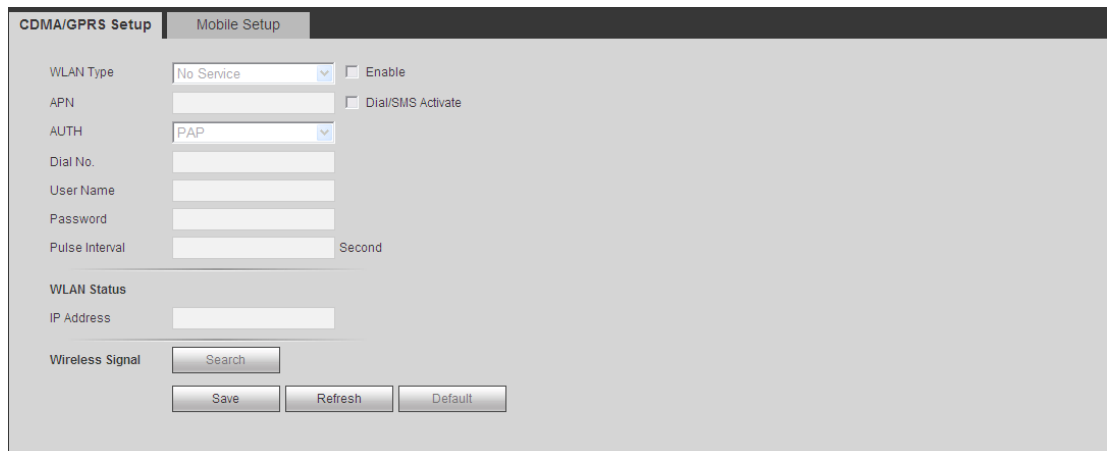 CDMA/GPRS Setup Mobile Setup
WLAN Type No Service Enable
APN Dial/SMS Activate
AUTH PAP
Dial No.
User Name
Password
Pulse Interval Second
WLAN Status
IP Address
Wireless Signal Search
Save Refresh Default